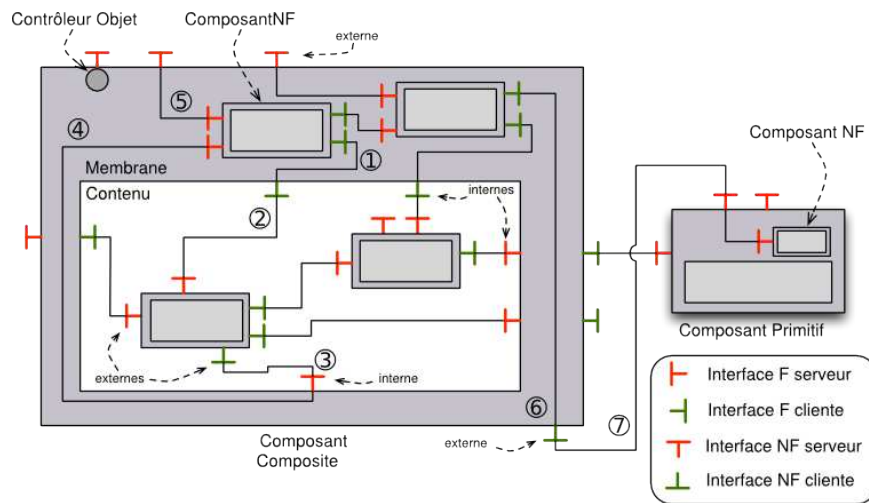 Contrôleur Objet
ComposantNF
externe
⑤
④
①
Composant NF
Membrane
Contenu
internes
②
Composant Primitif
③
externes
interne
Interface F serveur
⑥
Interface F cliente
⑦
externe
Composant
Composite
Interface NF serveur
Interface NF cliente